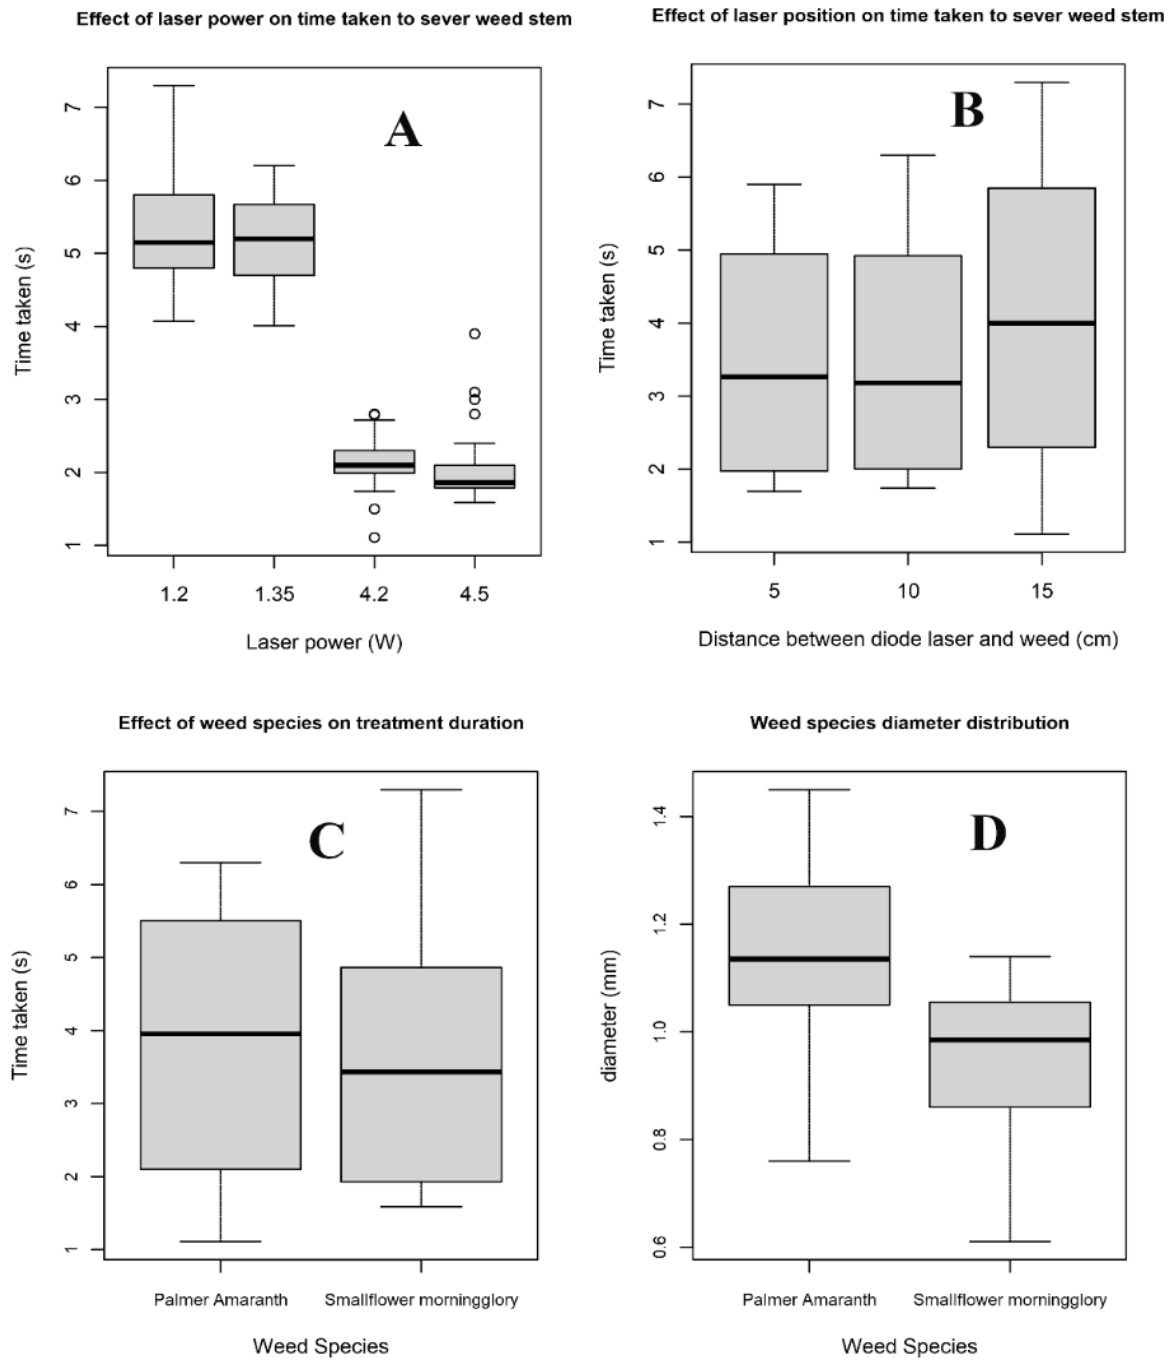 Effect of laser power on time taken to sever weed stem
A
Time taken (s)
7
6
5
4
3
2
1
1.2 1.35 4.2 4.5
Laser power (W)
Effect of laser position on time taken to sever weed stem
B
Time taken (s)
7
6
5
4
3
2
1
5 10 15
Distance between diode laser and weed (cm)
Effect of weed species on treatment duration
C
Time taken (s)
7
6
5
4
3
2
1
Palmer Amaranth Smallflower morningglory
Weed Species
Weed species diameter distribution
D
diameter (mm)
1.4
1.2
1.0
0.8
0.6
Palmer Amaranth Smallflower morningglory
Weed Species